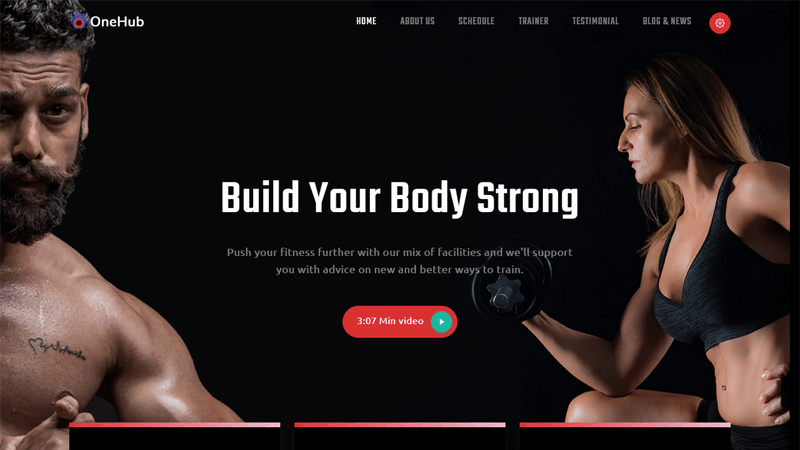 OneHub
HOME ABOUT US SCHEDULE TRAINER TESTIMONIAL BLOG & NEWS
Build Your Body Strong
Push your fitness further with our mix of facilities and we'll support
you with advice on new and better ways to train.
3:07 Min video